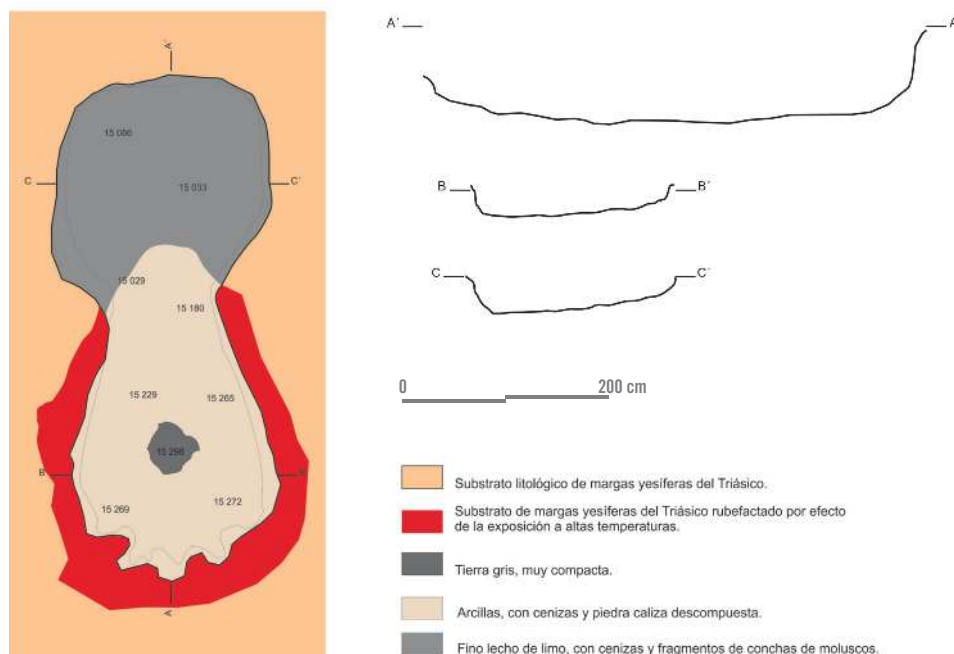 A´
C
C´
15 086
15 033
15 029
15 180
15 229
15 265
15 298
B
15 269
15 272
A
A´
A
B
B´
C
C´
0
200 cm
Substrato litológico de margas yesíferas del Triásico.
Substrato de margas yesíferas del Triásico rubefactado por efecto
de la exposición a altas temperaturas.
Tierra gris, muy compacta.
Arcillas, con cenizas y piedra caliza descompuesta.
Fino lecho de limo, con cenizas y fragmentos de conchas de moluscos.